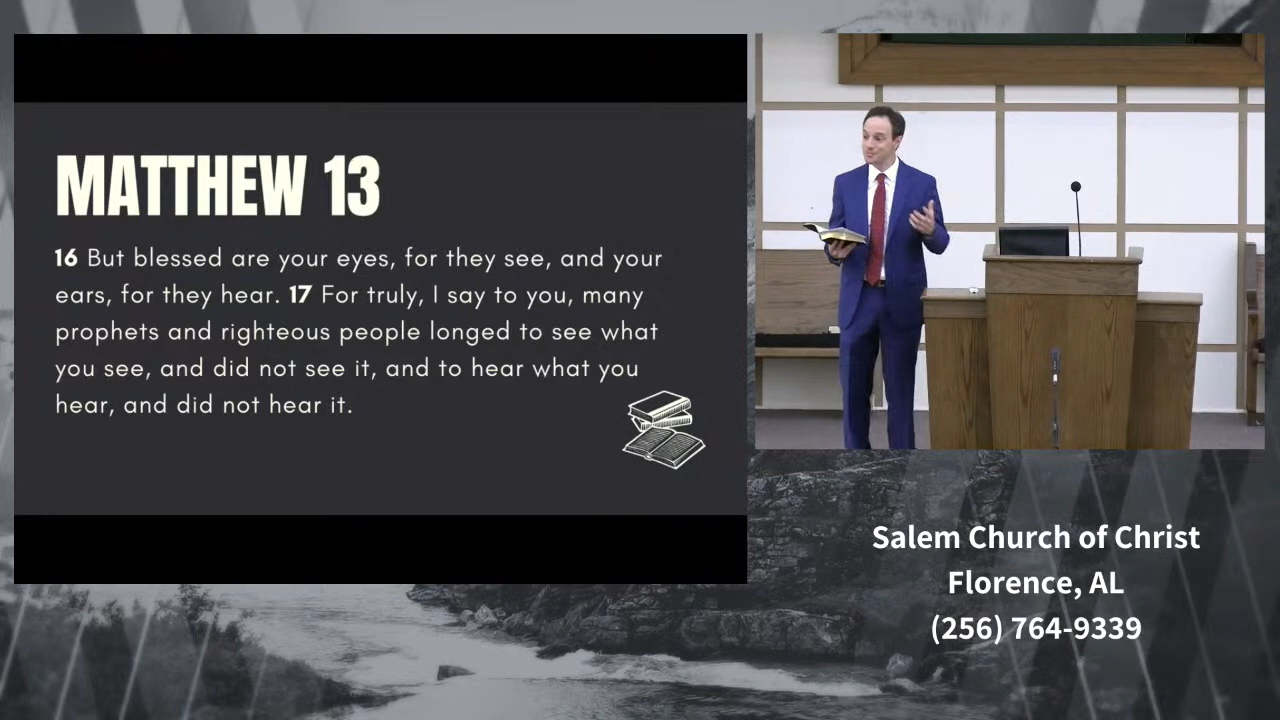 MATTHEW 13
16 But blessed are your eyes, for they see, and your
ears, for they hear. 17 For truly, I say to you, many
prophets and righteous people longed to see what
you see, and did not see it, and to hear what you
hear, and did not hear it.
Salem Church of Christ
Florence, AL
(256) 764-9339